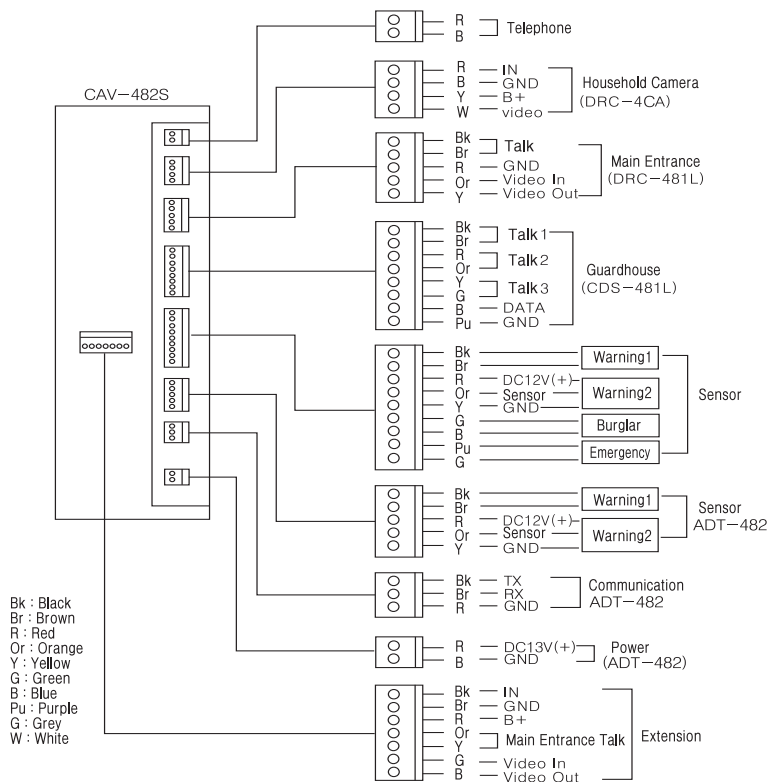 CAV-482S
R
B
Telephone
R IN
B GND
Y B+
W video
Household Camera
(DRC-4CA)
Bk
Br
Talk
R GND
Or Video In
Y Video Out
Main Entrance
(DRC-481L)
Bk
Br
Talk 1
R
Or
Talk2
Y
G
Talk3
B DATA
Pu GND
Guardhouse
(CDS-481L)
Bk
Br
Warning1
R DC12V(+)
Or Sensor
Y GND
Warning2
G
B
Burglar
Pu
G
Emergency
Sensor
Bk
Br
Warning1
R DC12V(+)
Or Sensor
Y GND
Warning2
Sensor
ADT-482
Bk TX
Br RX
R GND
Communication
ADT-482
R DC13V(+)
B GND
Power
(ADT-482)
Bk IN
Br GND
R B+
Or
Y
Main Entrance Talk
G Video In
B Video Out
Extension
Bk : Black
Br : Brown
R : Red
Or : Orange
Y : Yellow
G : Green
B : Blue
Pu : Purple
G : Grey
W : White